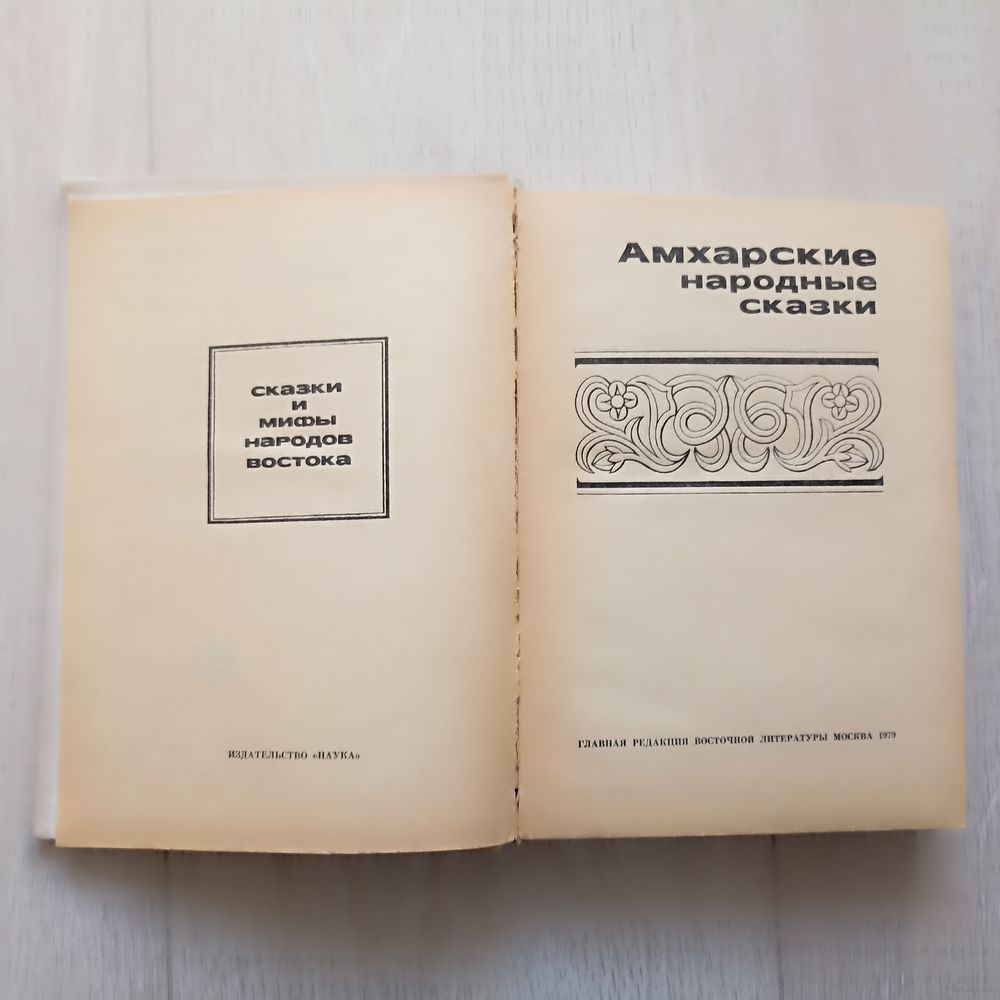 сказки
и
мифы
народов
востока
ИЗДАТЕЛЬСТВО «НАУКА»
Амхарские
народные
сказки
ГЛАВНАЯ РЕДАКЦИЯ ВОСТОЧНОЙ ЛИТЕРАТУРЫ МОСКВА 1979